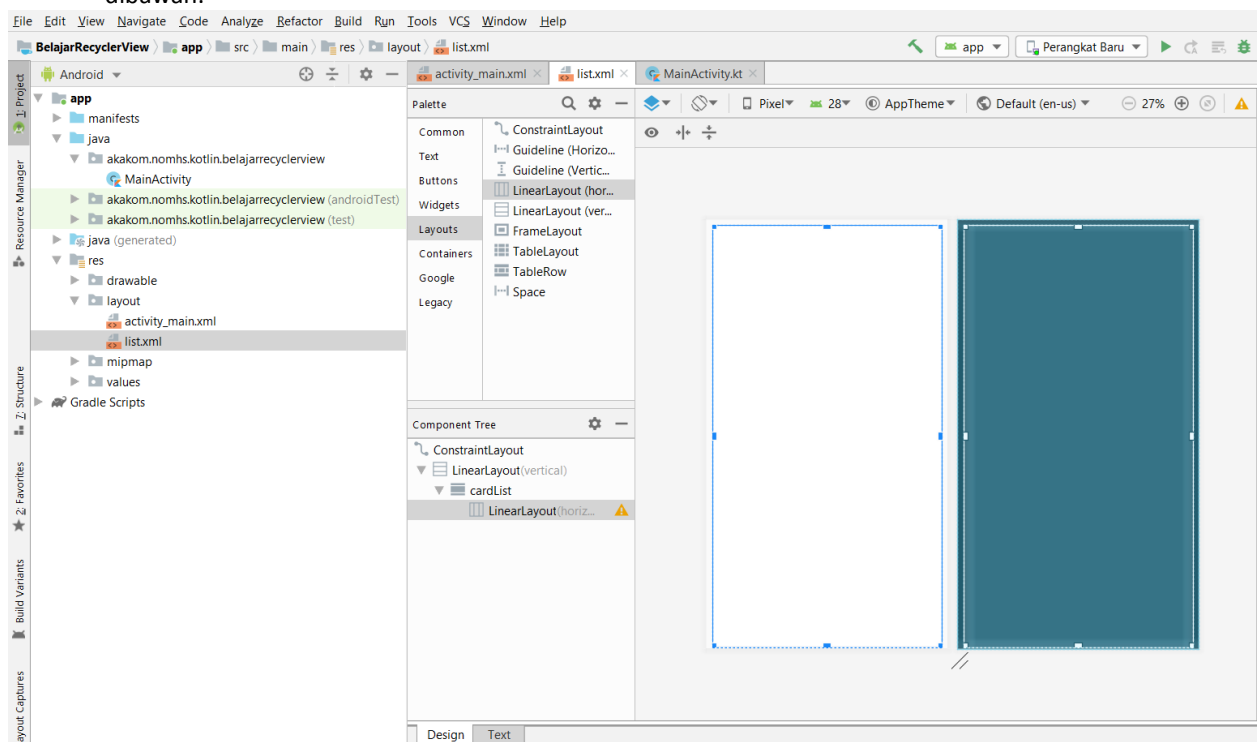 dibawah.
File Edit View Navigate Code Analyze Refactor Build Run Tools VCS Window Help
BelajarRecyclerView app src main res layout list.xml
app Perangkat Baru
1: Project
Resource Manager
Z: Structure
2: Favorites
Build Variants
ayout Captures
Android
app
manifests
java
akakom.nomhs.kotlin.belajarrecyclerview
MainActivity
akakom.nomhs.kotlin.belajarrecyclerview (androidTest)
akakom.nomhs.kotlin.belajarrecyclerview (test)
java (generated)
res
drawable
layout
activity_main.xml
list.xml
mipmap
values
Gradle Scripts
activity_main.xml list.xml MainActivity.kt
Palette
Common
Text
Buttons
Widgets
Layouts
Containers
Google
Legacy
ConstraintLayout
Guideline (Horizo...
Guideline (Vertic...
LinearLayout (hor...
LinearLayout (ver...
FrameLayout
TableLayout
TableRow
Space
Pixel 28 AppTheme Default (en-us) 27%
Component Tree
ConstraintLayout
LinearLayout(vertical)
cardList
LinearLayout(horiz...
Design Text